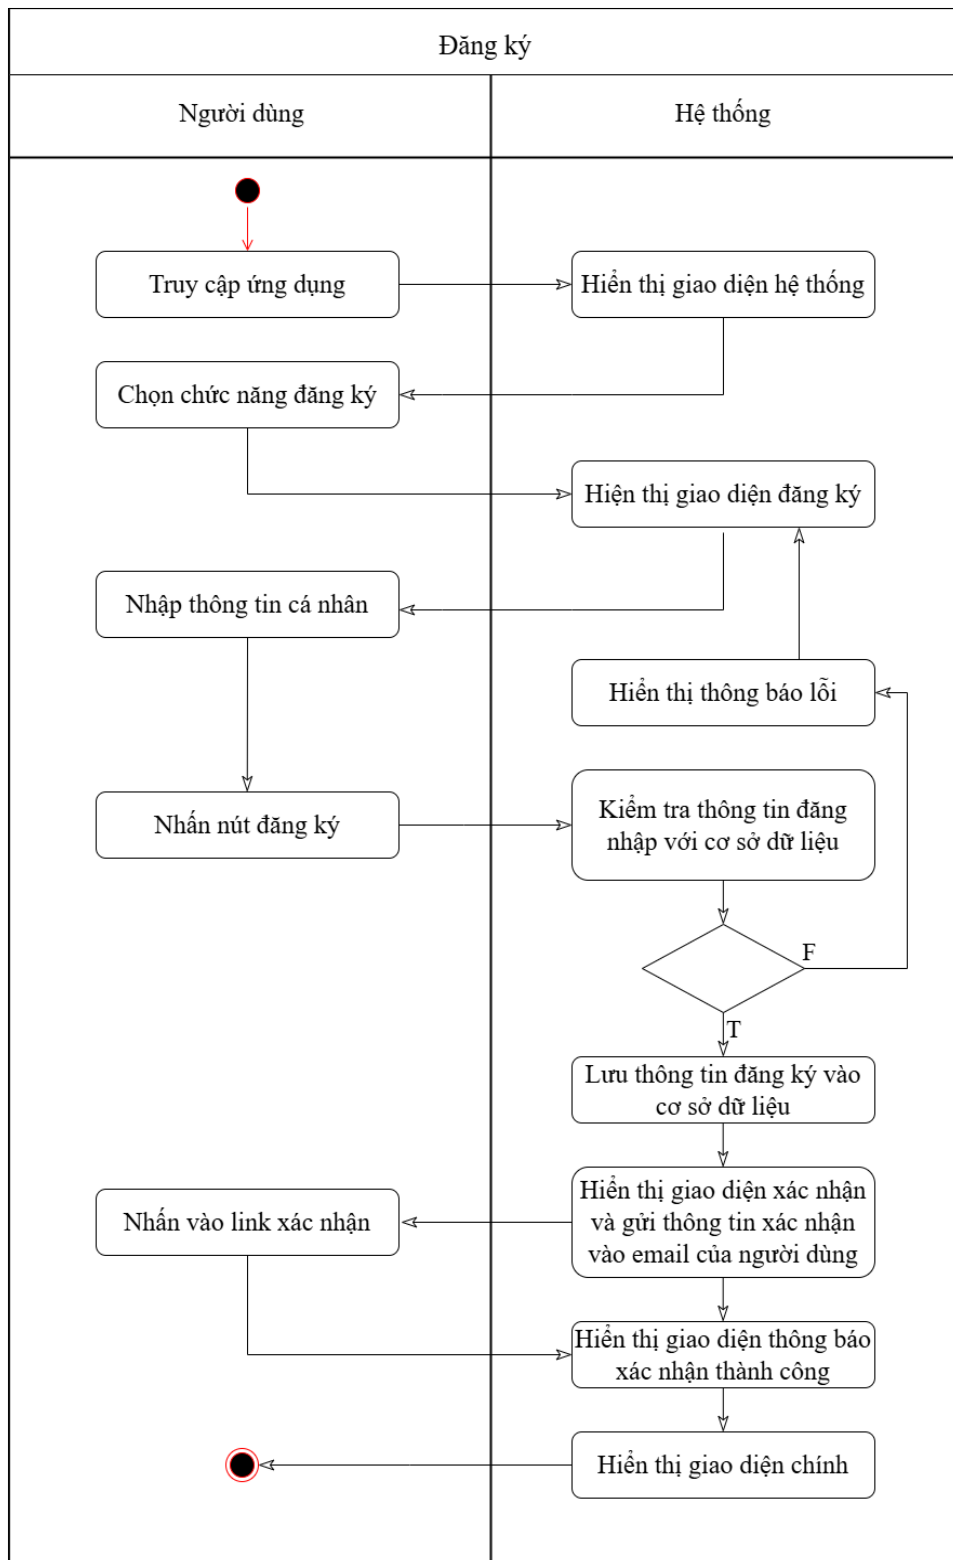 Đăng ký
Người dùng
Hệ thống
Truy cập ứng dụng
Hiển thị giao diện hệ thống
Chọn chức năng đăng ký
Hiện thị giao diện đăng ký
Nhập thông tin cá nhân
Hiển thị thông báo lỗi
Nhấn nút đăng ký
Kiểm tra thông tin đăng
nhập với cơ sở dữ liệu
F
T
Lưu thông tin đăng ký vào
cơ sở dữ liệu
Nhấn vào link xác nhận
Hiển thị giao diện xác nhận
và gửi thông tin xác nhận
vào email của người dùng
Hiển thị giao diện thông báo
xác nhận thành công
Hiển thị giao diện chính